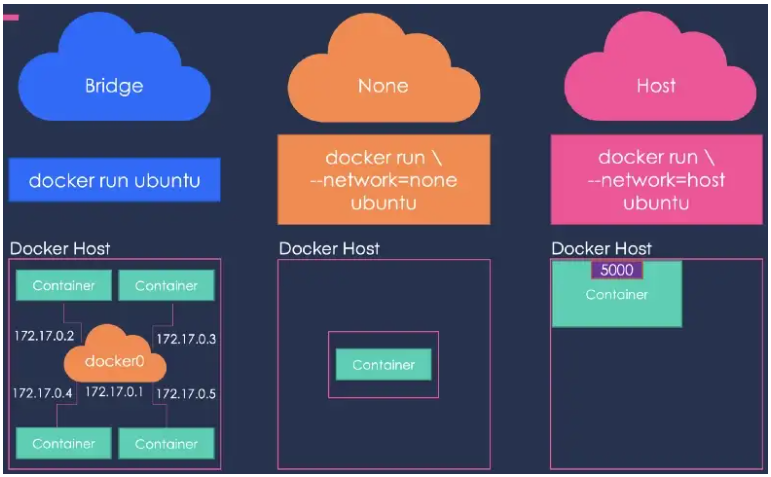 Bridge
docker run ubuntu
Docker Host
Container
Container
172.17.0.2
172.17.0.3
docker0
172.17.0.4
172.17.0.1
172.17.0.5
Container
Container
None
docker run \
--network=none
ubuntu
Docker Host
Container
Host
docker run \
--network=host
ubuntu
Docker Host
5000
Container